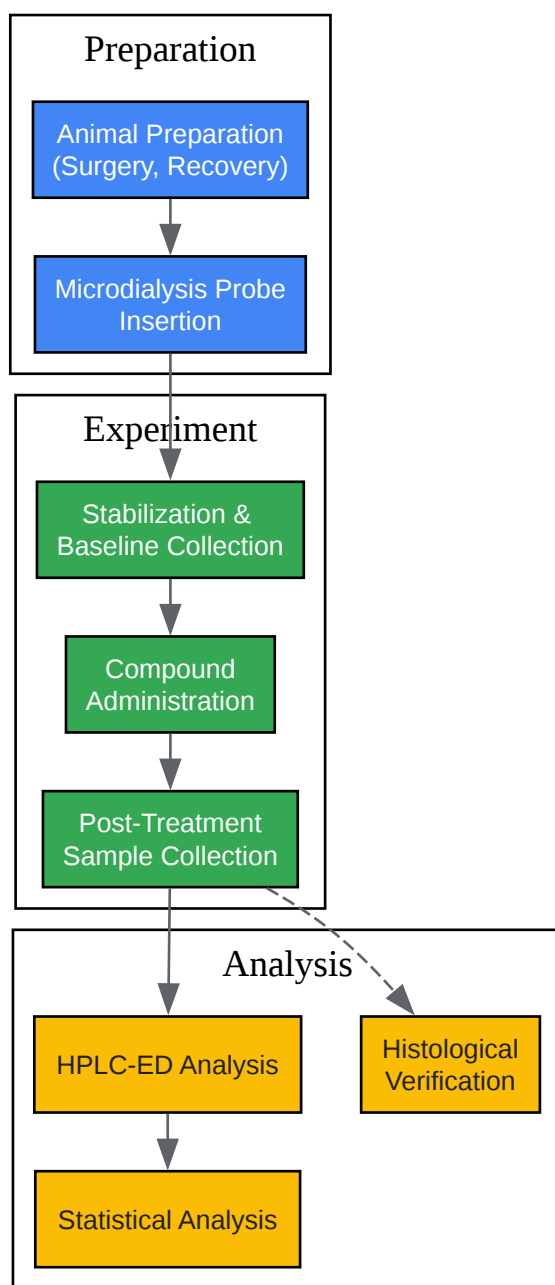 Preparation
Animal Preparation
(Surgery, Recovery)
Microdialysis Probe
Insertion
Experiment
Stabilization &
Baseline Collection
Compound
Administration
Post-Treatment
Sample Collection
Analysis
HPLC-ED Analysis
Histological
Verification
Statistical Analysis